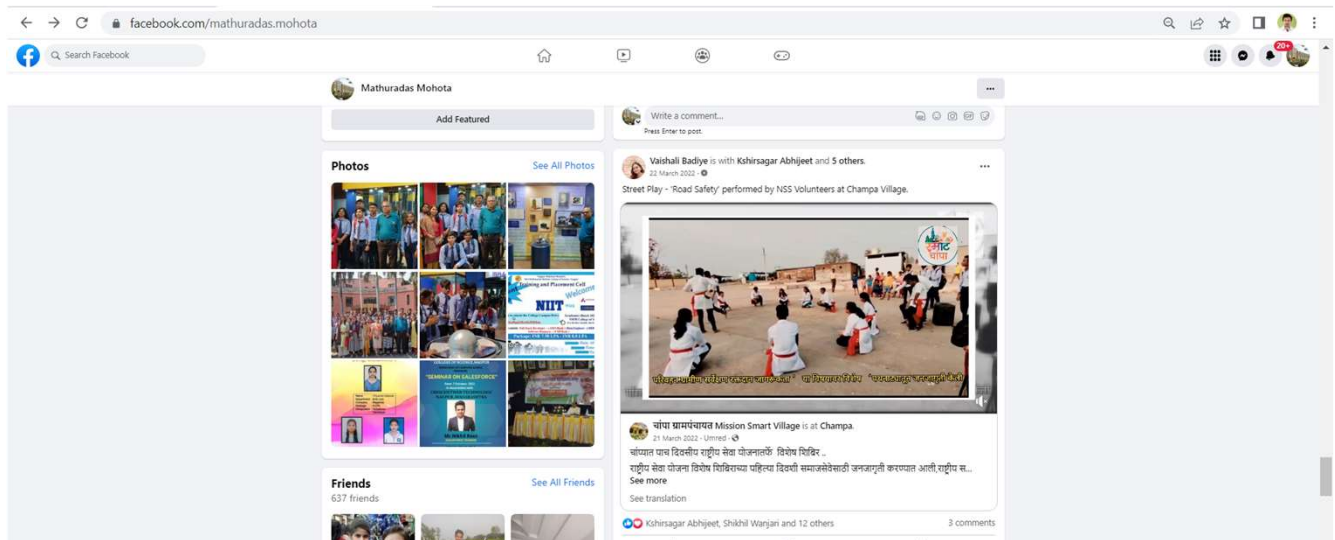 facebook.com/mathuradas.mohota
Search Facebook
20+
Mathuradas Mohota
Add Featured
Write a comment...
Press Enter to post.
Photos
See All Photos
Training and Placement Cell
Welcome
NIIT
"SEMINAR ON SALESFORCE"
Friends
See All Friends
637 friends
Vaishali Badiye is with Kshirsagar Abhijeet and 5 others.
22 March 2022
Street Play - 'Road Safety' performed by NSS Volunteers at Champa Village.
स्मार्ट
चांपा
चांपा ग्रामपंचायत Mission Smart Village is at Champa.
21 March 2022 · Umred ·
चांप्यात पाच दिवसीय राष्ट्रीय सेवा योजनातर्फे विशेष शिबिर ..
राष्ट्रीय सेवा योजना विशेष शिबिराच्या पहिल्या दिवशी समाजसेवेसाठी जनजागृती करण्यात आली,राष्ट्रीय स...
See more
See translation
Kshirsagar Abhijeet, Shikhil Wanjari and 12 others
3 comments